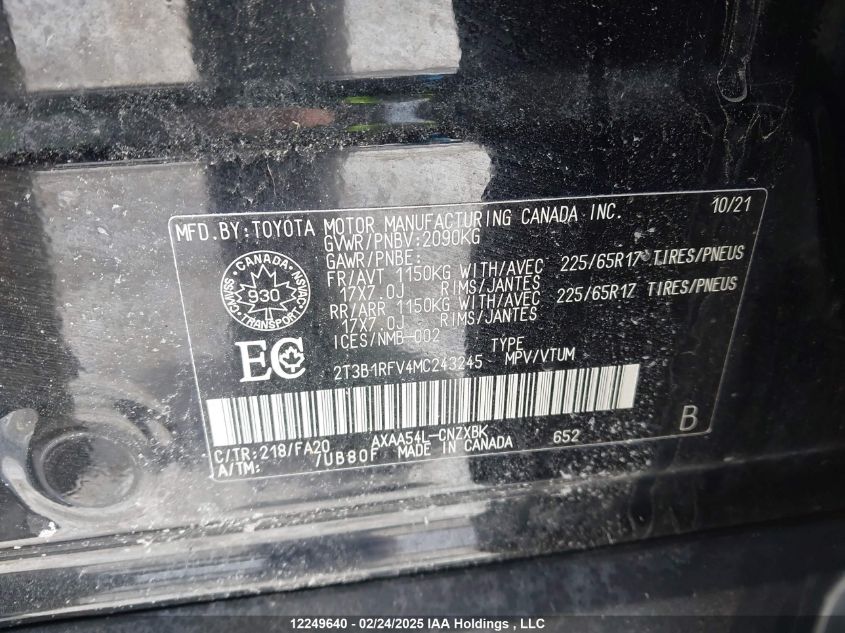 MFD.BY:TOYOTA MOTOR MANUFACTURING CANADA INC. 10/21
GVWR/PNBV:2090KG
GAWR/PNBE:
FR/AVT 1150KG WITH/AVEC 225/65R17 TIRES/PNEUS
17X7.0J RIMS/JANTES
RR/ARR 1150KG WITH/AVEC 225/65R17 TIRES/PNEUS
17X7.0J RIMS/JANTES
ICES/NMB-002 TYPE
2T3B1RFV4MC243245 MPV/VTUM
CANADA
CMVSS 930 NSVAC
TRANSPORT
EC
B
C/TR:218/FA20 AXAA54L-CNZXBK 652
A/TM: /UB80F MADE IN CANADA
12249640 - 02/24/2025 IAA Holdings , LLC